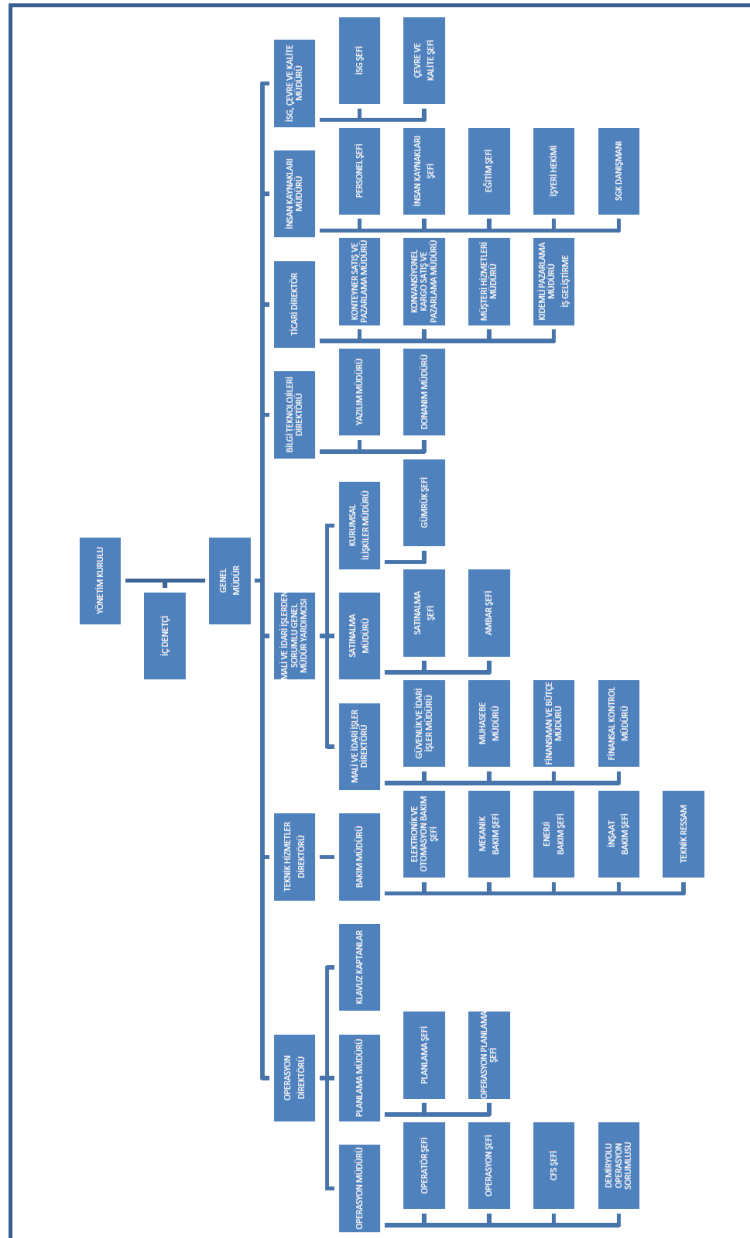 YÖNETİM KURULU
İÇ DENETÇİ
GENEL
MÜDÜR
OPERASYON
DİREKTÖRÜ
TEKNİK HİZMETLER
DİREKTÖRÜ
MALİ VE İDARİ İŞLERDEN
SORUMLU GENEL
MÜDÜR YARDIMCISI
BİLGİ TEKNOLOJİLERİ
DİREKTÖRÜ
TİCARİ DİREKTÖR
İNSAN KAYNAKLARI
MÜDÜRÜ
İSG, ÇEVRE VE KALİTE
MÜDÜRÜ
OPERASYON MÜDÜRÜ
PLANLAMA MÜDÜRÜ
KLAVUZ KAPTANLAR
BAKIM MÜDÜRÜ
MALİ VE İDARİ İŞLER
DİREKTÖRÜ
SATINALMA
MÜDÜRÜ
KURUMSAL
İLİŞKİLER MÜDÜRÜ
YAZILIM MÜDÜRÜ
DONANIM MÜDÜRÜ
KONTEYNER SATIŞ VE
PAZARLAMA MÜDÜRÜ
KONVANSİYONEL
KARGO SATIŞ VE
PAZARLAMA MÜDÜRÜ
MÜŞTERİ HİZMETLERİ
MÜDÜRÜ
KIDEMLİ PAZARLAMA
MÜDÜRÜ
İŞ GELİŞTİRME
PERSONEL ŞEFİ
İNSAN KAYNAKLARI
ŞEFİ
EĞİTİM ŞEFİ
İŞYERİ HEKİMİ
SGK DANIŞMANI
İSG ŞEFİ
ÇEVRE VE
KALİTE ŞEFİ
OPERATÖR ŞEFİ
OPERASYON ŞEFİ
CFS ŞEFİ
DEMİRYOLU
OPERASYON
SORUMLUSU
PLANLAMA ŞEFİ
OPERASYON PLANLAMA
ŞEFİ
ELEKTRONİK VE
OTOMASYON BAKIM
ŞEFİ
MEKANİK
BAKIM ŞEFİ
ENERJİ
BAKIM ŞEFİ
İNŞAAT
BAKIM ŞEFİ
TEKNİK RESSAM
GÜVENLİK VE İDARİ
İŞLER MÜDÜRÜ
MUHASEBE
MÜDÜRÜ
FİNANSMAN VE BÜTÇE
MÜDÜRÜ
FİNANSAL KONTROL
MÜDÜRÜ
SATINALMA
ŞEFİ
AMBAR ŞEFİ
GÜMRÜK ŞEFİ